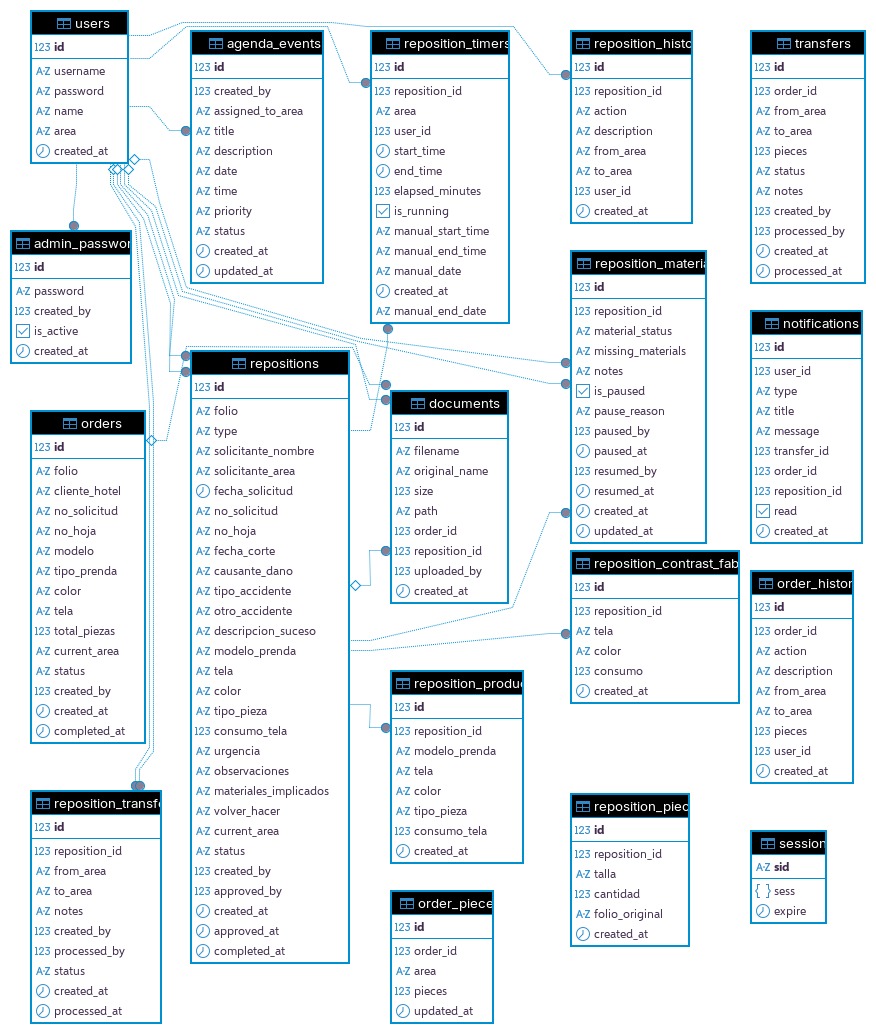 users
123 id
A-Z username
A-Z password
A-Z name
A-Z area
created_at
agenda_events
123 id
A-Z created_by
A-Z assigned_to_area
A-Z title
A-Z description
A-Z date
A-Z time
A-Z priority
A-Z status
created_at
updated_at
reposition_timers
123 id
123 reposition_id
A-Z area
123 user_id
start_time
end_time
123 elapsed_minutes
is_running
A-Z manual_start_time
A-Z manual_end_time
A-Z manual_date
created_at
A-Z manual_end_date
reposition_histo
123 id
123 reposition_id
A-Z action
A-Z description
A-Z from_area
A-Z to_area
123 user_id
created_at
transfers
123 id
123 order_id
A-Z from_area
A-Z to_area
123 pieces
A-Z status
A-Z notes
123 created_by
123 processed_by
created_at
processed_at
admin_passwor
123 id
A-Z password
123 created_by
is_active
created_at
reposition_materia
123 id
123 reposition_id
A-Z material_status
A-Z missing_materials
A-Z notes
is_paused
A-Z pause_reason
123 paused_by
paused_at
123 resumed_by
resumed_at
created_at
updated_at
notifications
123 id
123 user_id
A-Z type
A-Z title
A-Z message
123 transfer_id
123 order_id
123 reposition_id
read
created_at
repositions
123 id
A-Z folio
A-Z type
A-Z solicitante_nombre
A-Z solicitante_area
fecha_solicitud
A-Z no_solicitud
A-Z no_hoja
A-Z fecha_corte
A-Z causante_dano
A-Z tipo_accidente
A-Z otro_accidente
A-Z descripcion_suceso
A-Z modelo_prenda
A-Z tela
A-Z color
A-Z tipo_pieza
123 consumo_tela
A-Z urgencia
A-Z observaciones
A-Z materiales_implicados
A-Z volver_hacer
A-Z current_area
A-Z status
123 created_by
123 approved_by
created_at
approved_at
completed_at
documents
123 id
A-Z filename
A-Z original_name
123 size
A-Z path
123 order_id
123 reposition_id
123 uploaded_by
created_at
orders
123 id
A-Z folio
A-Z cliente_hotel
A-Z no_solicitud
A-Z no_hoja
A-Z modelo
A-Z tipo_prenda
A-Z color
A-Z tela
123 total_piezas
A-Z current_area
A-Z status
123 created_by
created_at
completed_at
reposition_contrast_fab
123 id
123 reposition_id
A-Z tela
A-Z color
123 consumo
created_at
order_histor
123 id
123 order_id
A-Z action
A-Z description
A-Z from_area
A-Z to_area
123 pieces
123 user_id
created_at
reposition_produc
123 id
123 reposition_id
A-Z modelo_prenda
A-Z tela
A-Z color
A-Z tipo_pieza
123 consumo_tela
created_at
reposition_transfe
123 id
123 reposition_id
A-Z from_area
A-Z to_area
A-Z notes
123 created_by
123 processed_by
A-Z status
created_at
processed_at
reposition_piec
123 id
123 reposition_id
A-Z talla
123 cantidad
A-Z folio_original
created_at
session
A-Z sid
{ } sess
expire
order_piece
123 id
123 order_id
A-Z area
123 pieces
updated_at